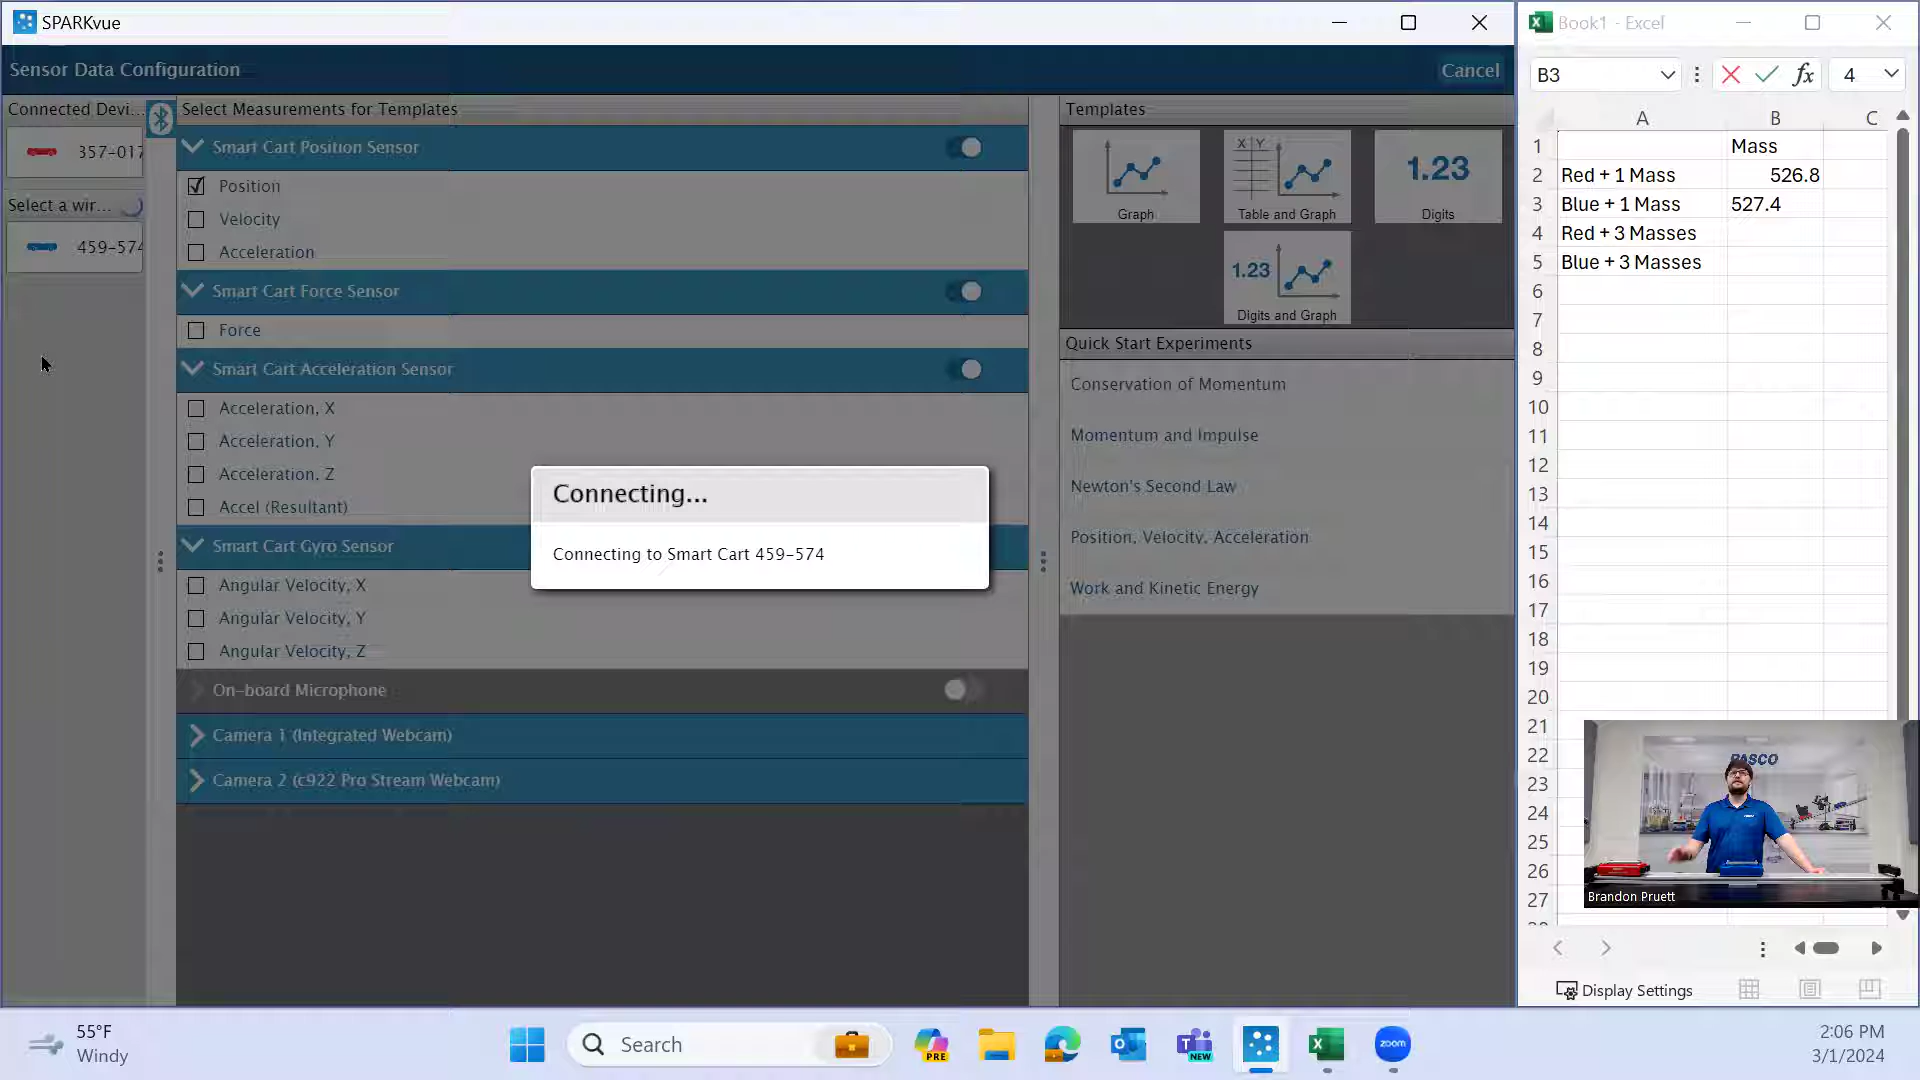 SPARKvue
Sensor Data Configuration
Cancel
Connected Devi...
357-017
Select a wir...
459-574
Select Measurements for Templates
Smart Cart Position Sensor
Position
Velocity
Acceleration
Smart Cart Force Sensor
Force
Smart Cart Acceleration Sensor
Acceleration, X
Acceleration, Y
Acceleration, Z
Accel (Resultant)
Smart Cart Gyro Sensor
Angular Velocity, X
Angular Velocity, Y
Angular Velocity, Z
On-board Microphone
Camera 1 (Integrated Webcam)
Camera 2 (c922 Pro Stream Webcam)
Connecting...
Connecting to Smart Cart 459-574
Templates
Graph
X Y
Table and Graph
1.23
Digits
1.23
Digits and Graph
Quick Start Experiments
Conservation of Momentum
Momentum and Impulse
Newton's Second Law
Position, Velocity, Acceleration
Work and Kinetic Energy
Book1 - Excel
B3
fx
4
A B C
1 Mass
2 Red + 1 Mass 526.8
3 Blue + 1 Mass 527.4
4 Red + 3 Masses
5 Blue + 3 Masses
6
7
8
9
10
11
12
13
14
15
16
17
18
19
20
21
22
23
24
25
26
27
PASCO
Brandon Pruett
Display Settings
55°F
Windy
Search
PRE
NEW
zoom
2:06 PM
3/1/2024